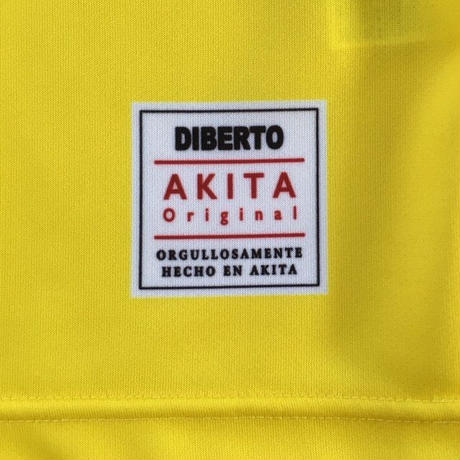 DIBERTO
AKITA
Original
ORGULLOSAMENTE
HECHO EN AKITA